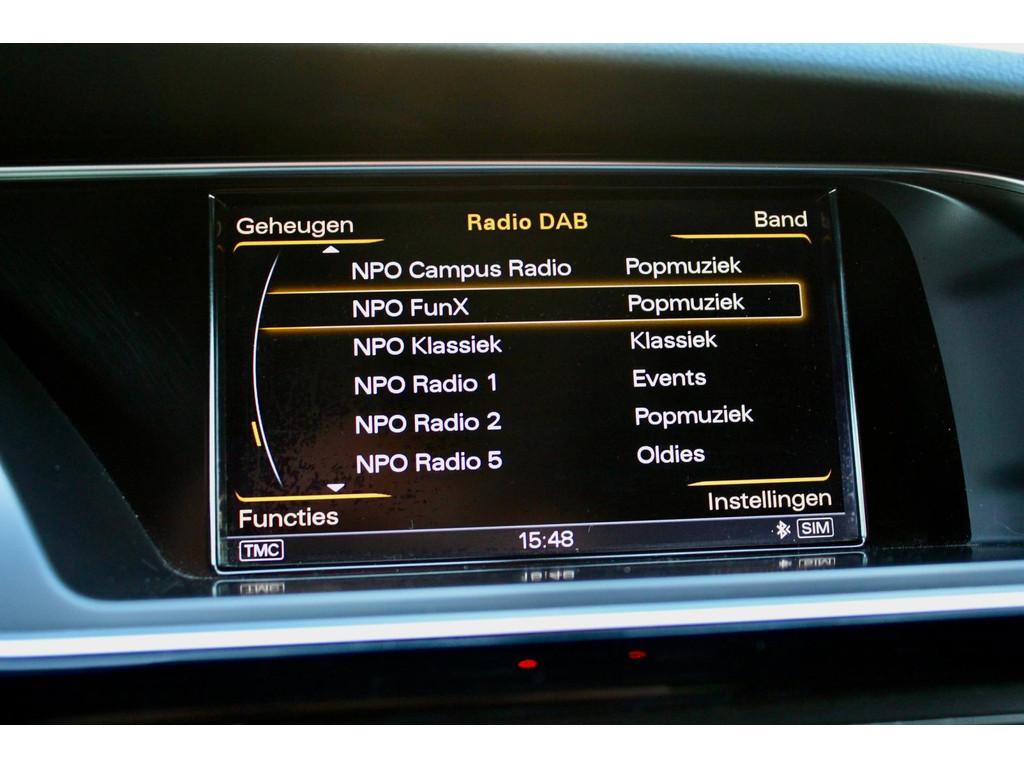 Geheugen Radio DAB Band
NPO Campus Radio Popmuziek
NPO FunX Popmuziek
NPO Klassiek Klassiek
NPO Radio 1 Events
NPO Radio 2 Popmuziek
NPO Radio 5 Oldies
Functies Instellingen
TMC 15:48 SIM